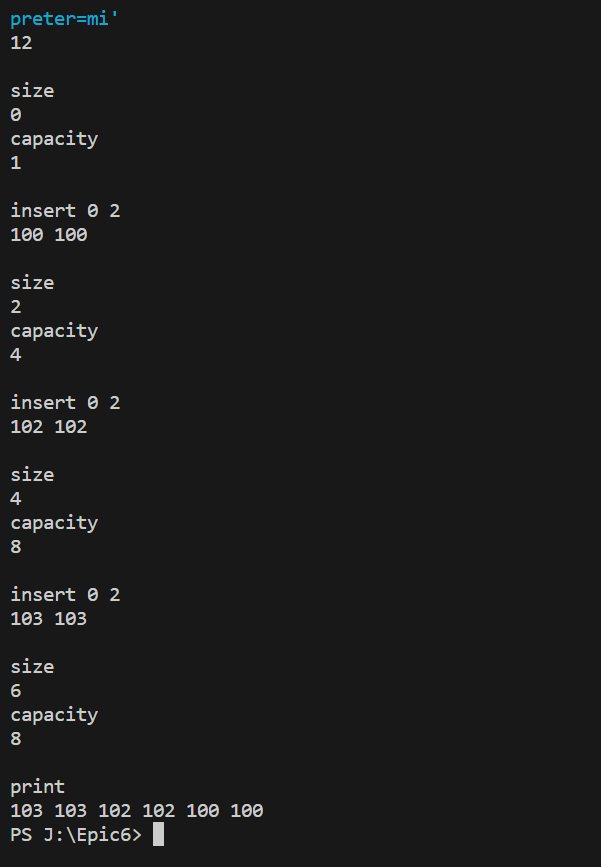 preter=mi'
12
size
0
capacity
1
insert 0 2
100 100
size
2
capacity
4
insert 0 2
102 102
size
4
capacity
8
insert 0 2
103 103
size
6
capacity
8
print
103 103 102 102 100 100
PS J:\Epic6>